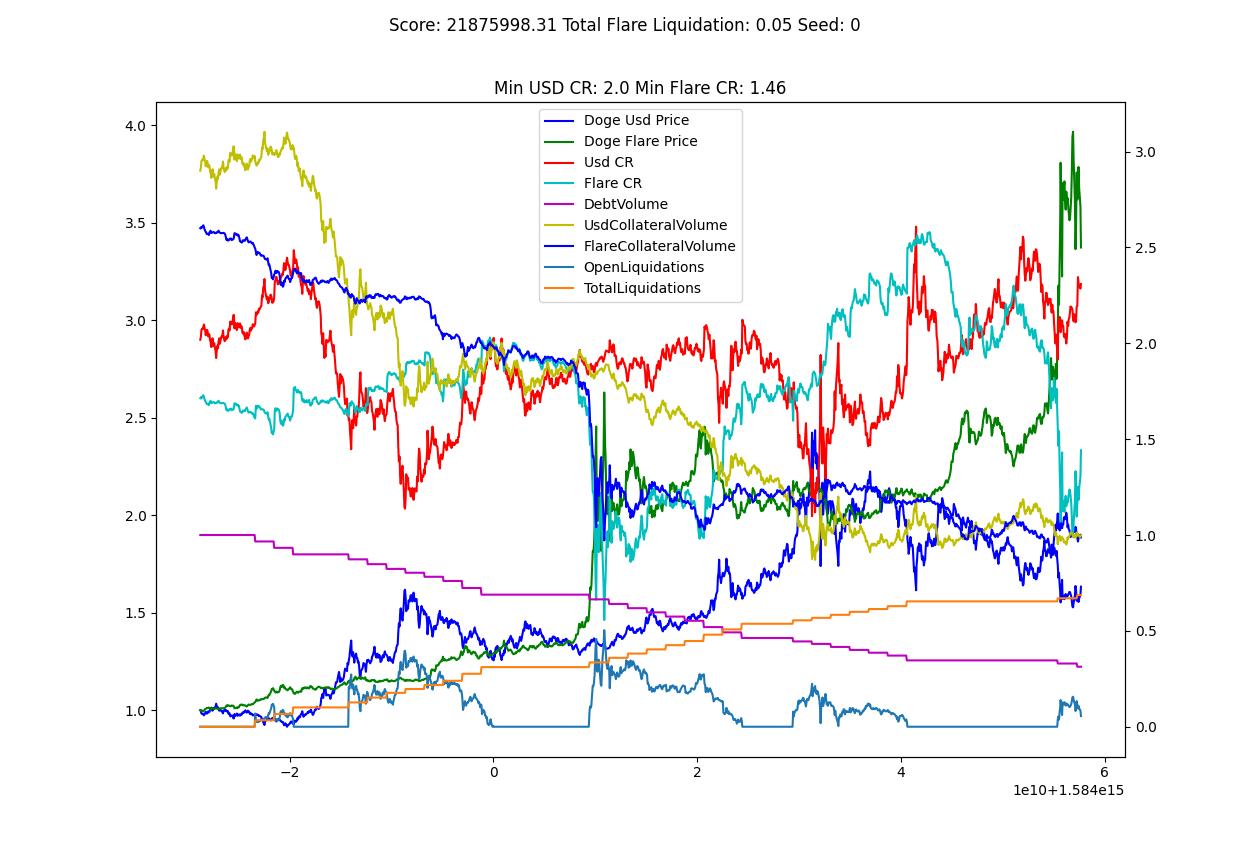 Score: 21875998.31 Total Flare Liquidation: 0.05 Seed: 0
Min USD CR: 2.0 Min Flare CR: 1.46
Doge Usd Price
Doge Flare Price
Usd CR
Flare CR
DebtVolume
UsdCollateralVolume
FlareCollateralVolume
OpenLiquidations
TotalLiquidations
4.0
3.5
3.0
2.5
2.0
1.5
1.0
3.0
2.5
2.0
1.5
1.0
0.5
0.0
−2
0
2
4
6
1e10+1.584e15